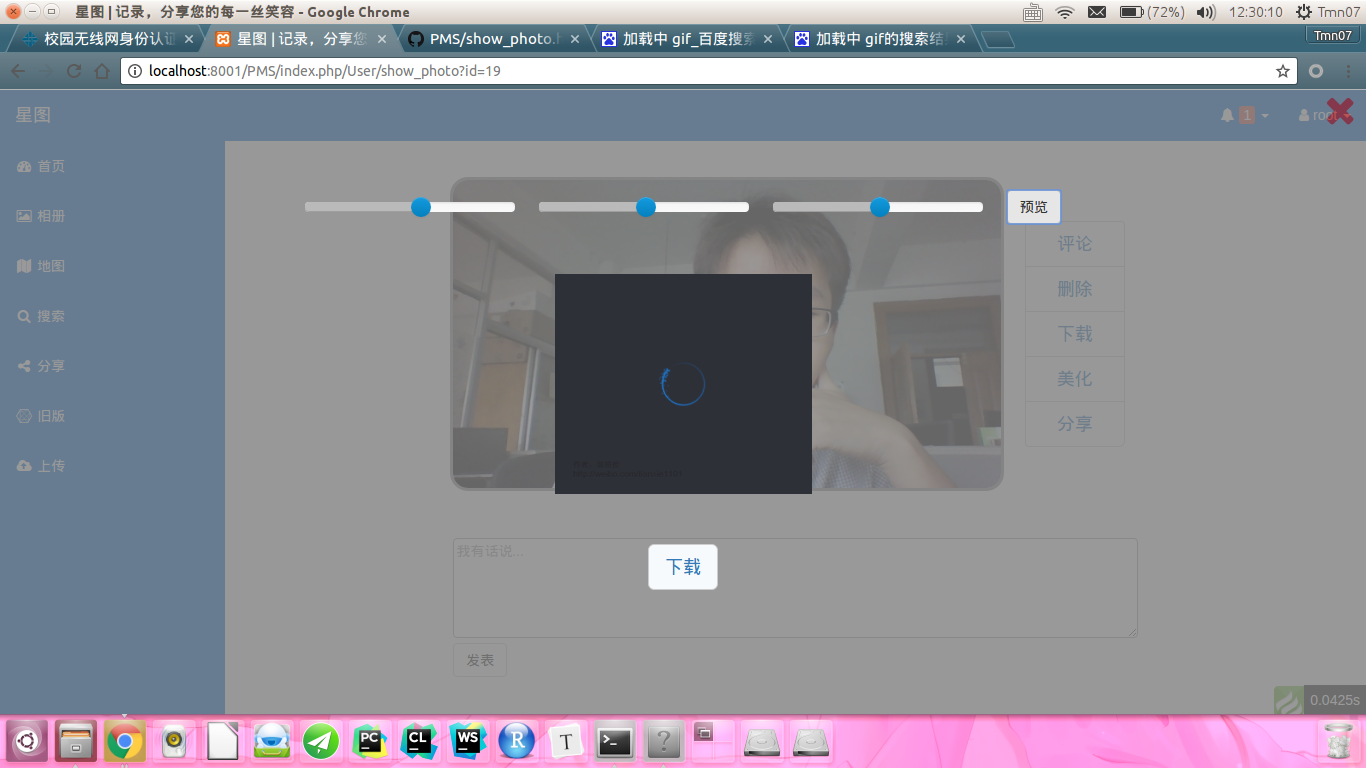 星图 | 记录，分享您的每一丝笑容 - Google Chrome
(72%)
12:30:10
Tmn07
校园无线网身份认证
星图 | 记录，分享您
PMS/show_photo.h
加载中 gif_百度搜索
加载中 gif的搜索结
Tmn07
localhost:8001/PMS/index.php/User/show_photo?id=19
星图
1
首页
相册
地图
搜索
分享
旧版
上传
预览
评论
删除
下载
美化
分享
我有话说...
下载
发表
0.0425s
PC
CL
WS
R
T